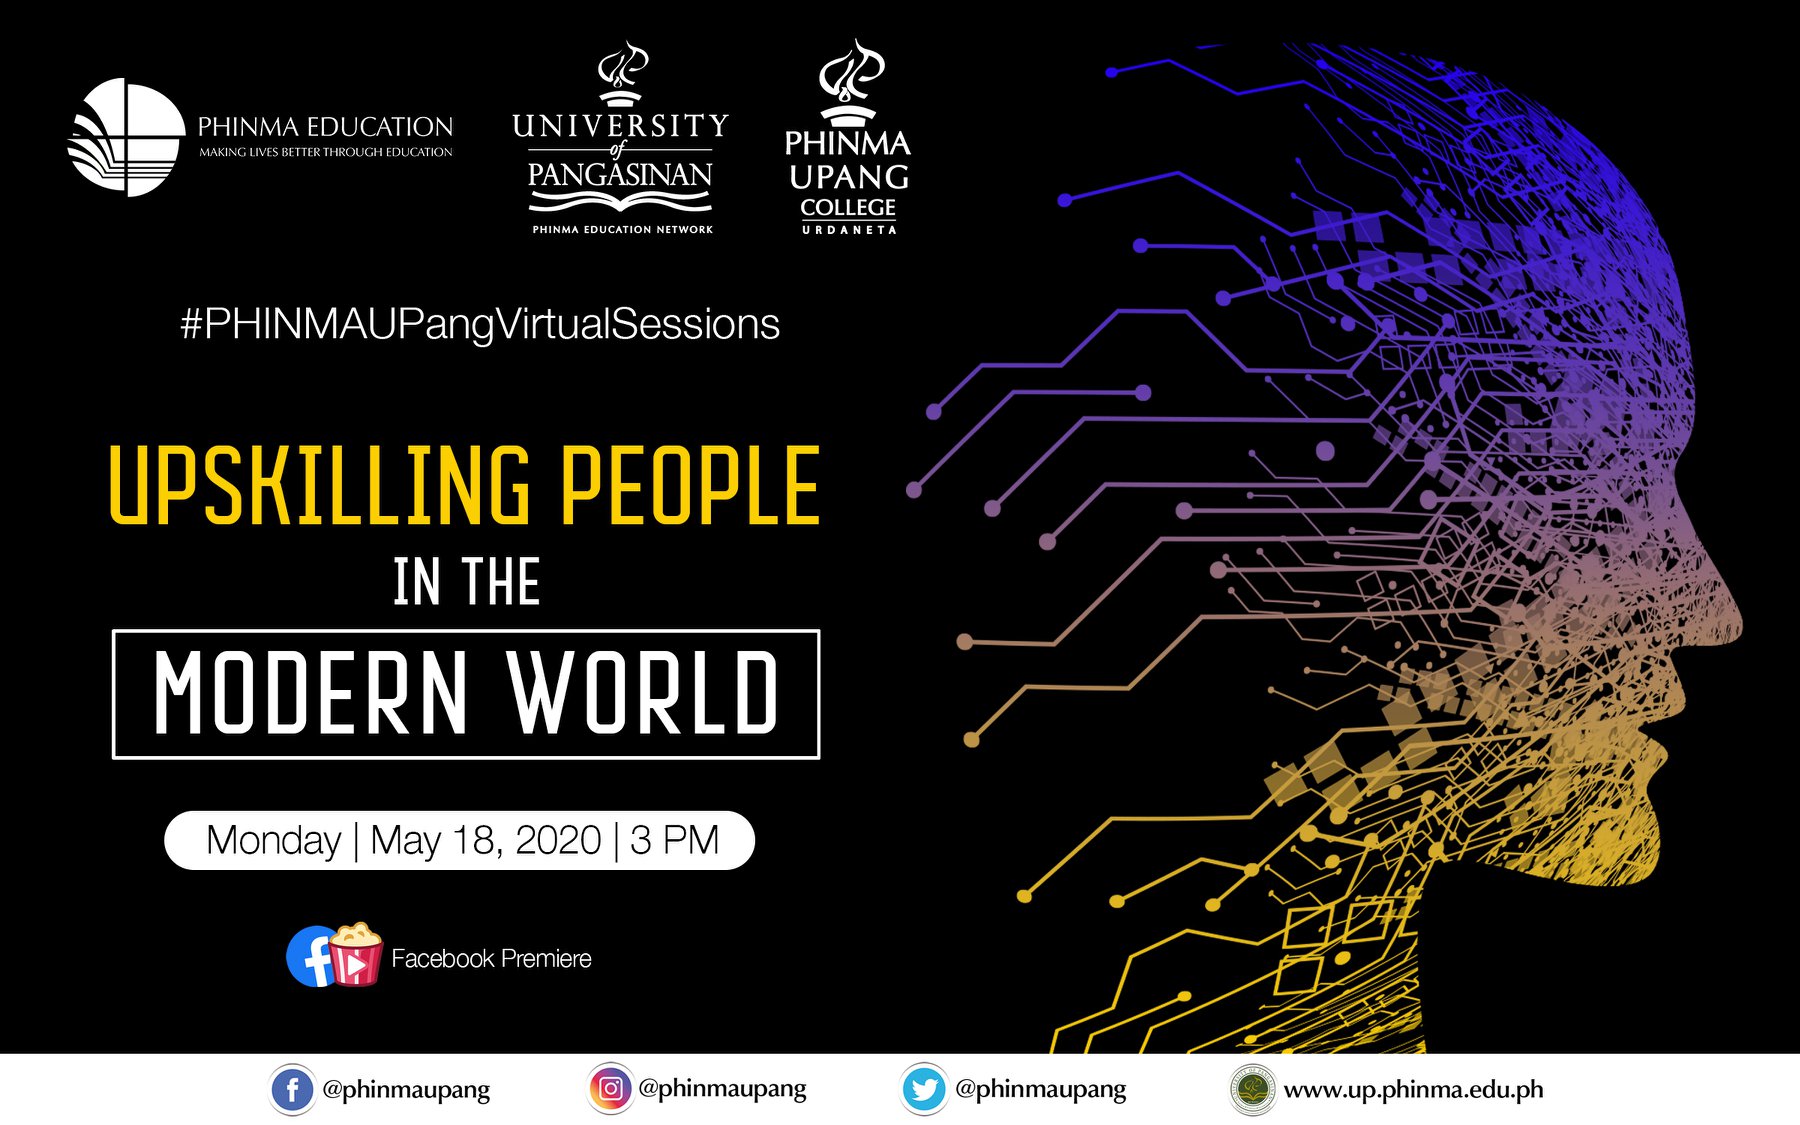 PHINMA EDUCATION
MAKING LIVES BETTER THROUGH EDUCATION
UNIVERSITY
of
PANGASINAN
PHINMA EDUCATION NETWORK
PHINMA
UPANG
COLLEGE
URDANETA
#PHINMAUPangVirtualSessions
UPSKILLING PEOPLE
IN THE
MODERN WORLD
Monday | May 18, 2020 | 3 PM
Facebook Premiere
@phinmaupang
@phinmaupang
@phinmaupang
www.up.phinma.edu.ph